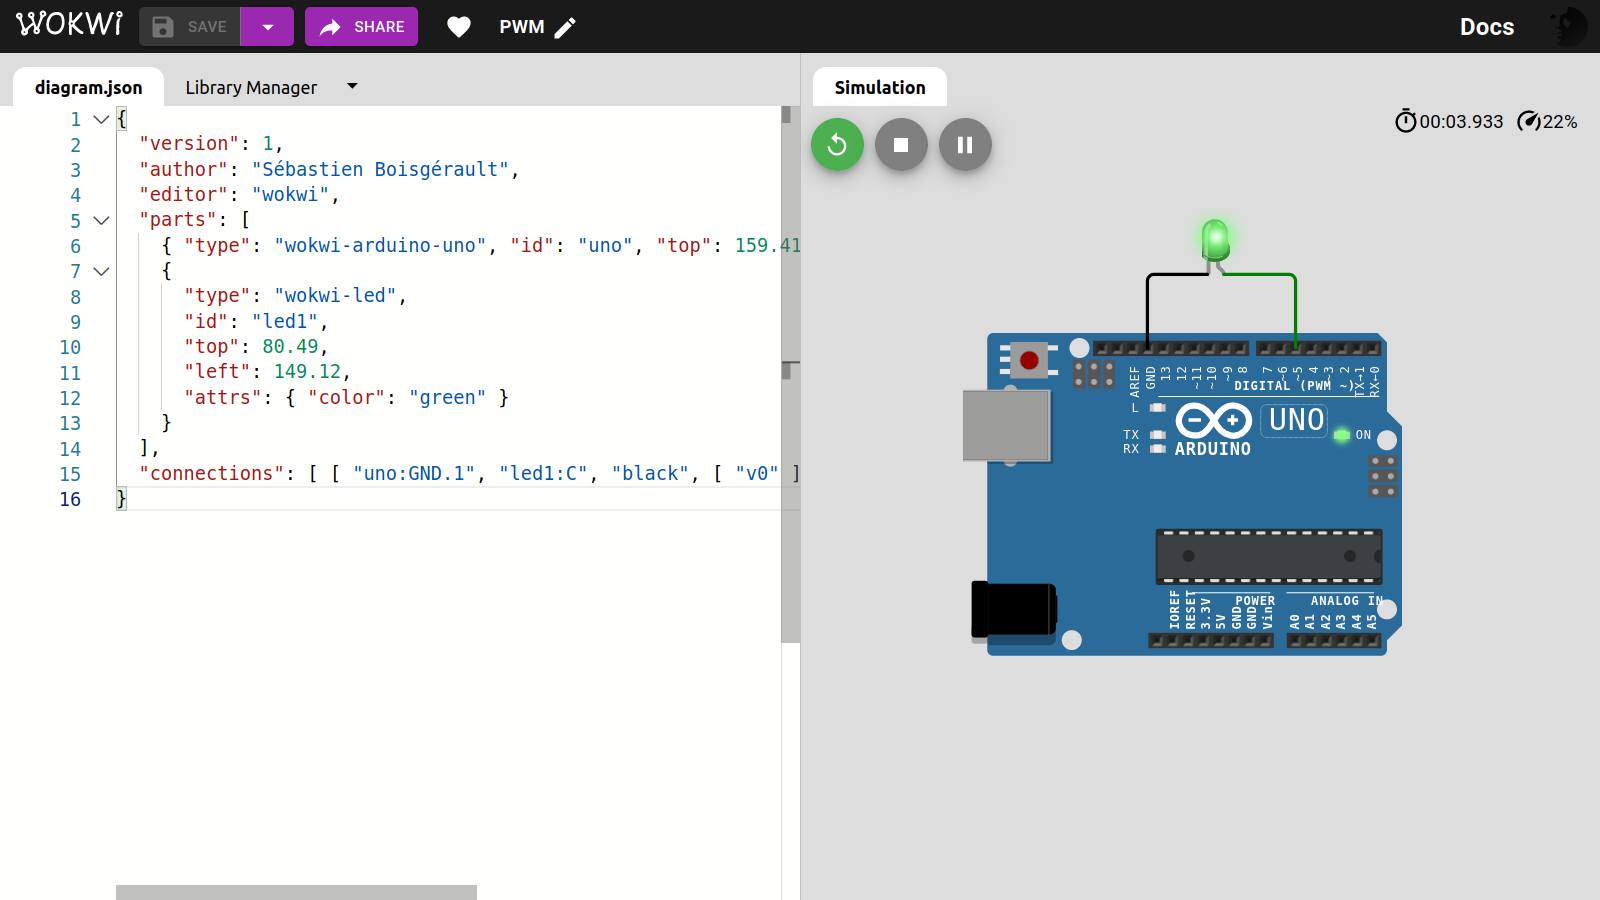 WOKWI SAVE SHARE PWM Docs
diagram.json Library Manager
1 {
2 "version": 1,
3 "author": "Sébastien Boisgérault",
4 "editor": "wokwi",
5 "parts": [
6 { "type": "wokwi-arduino-uno", "id": "uno", "top": 159.41
7 {
8 "type": "wokwi-led",
9 "id": "led1",
10 "top": 80.49,
11 "left": 149.12,
12 "attrs": { "color": "green" }
13 }
14 ],
15 "connections": [ [ "uno:GND.1", "led1:C", "black", [ "v0" ]
16 }
Simulation
00:03.933 22%
AREF GND 13 12 ~11 ~10 ~9 8 7 ~6 ~5 4 ~3 2 TX→1 RX←0
DIGITAL (PWM ~)
L
TX
RX
UNO
ON
ARDUINO
POWER ANALOG IN
IOREF RESET 3.3V 5V GND GND Vin A0 A1 A2 A3 A4 A5